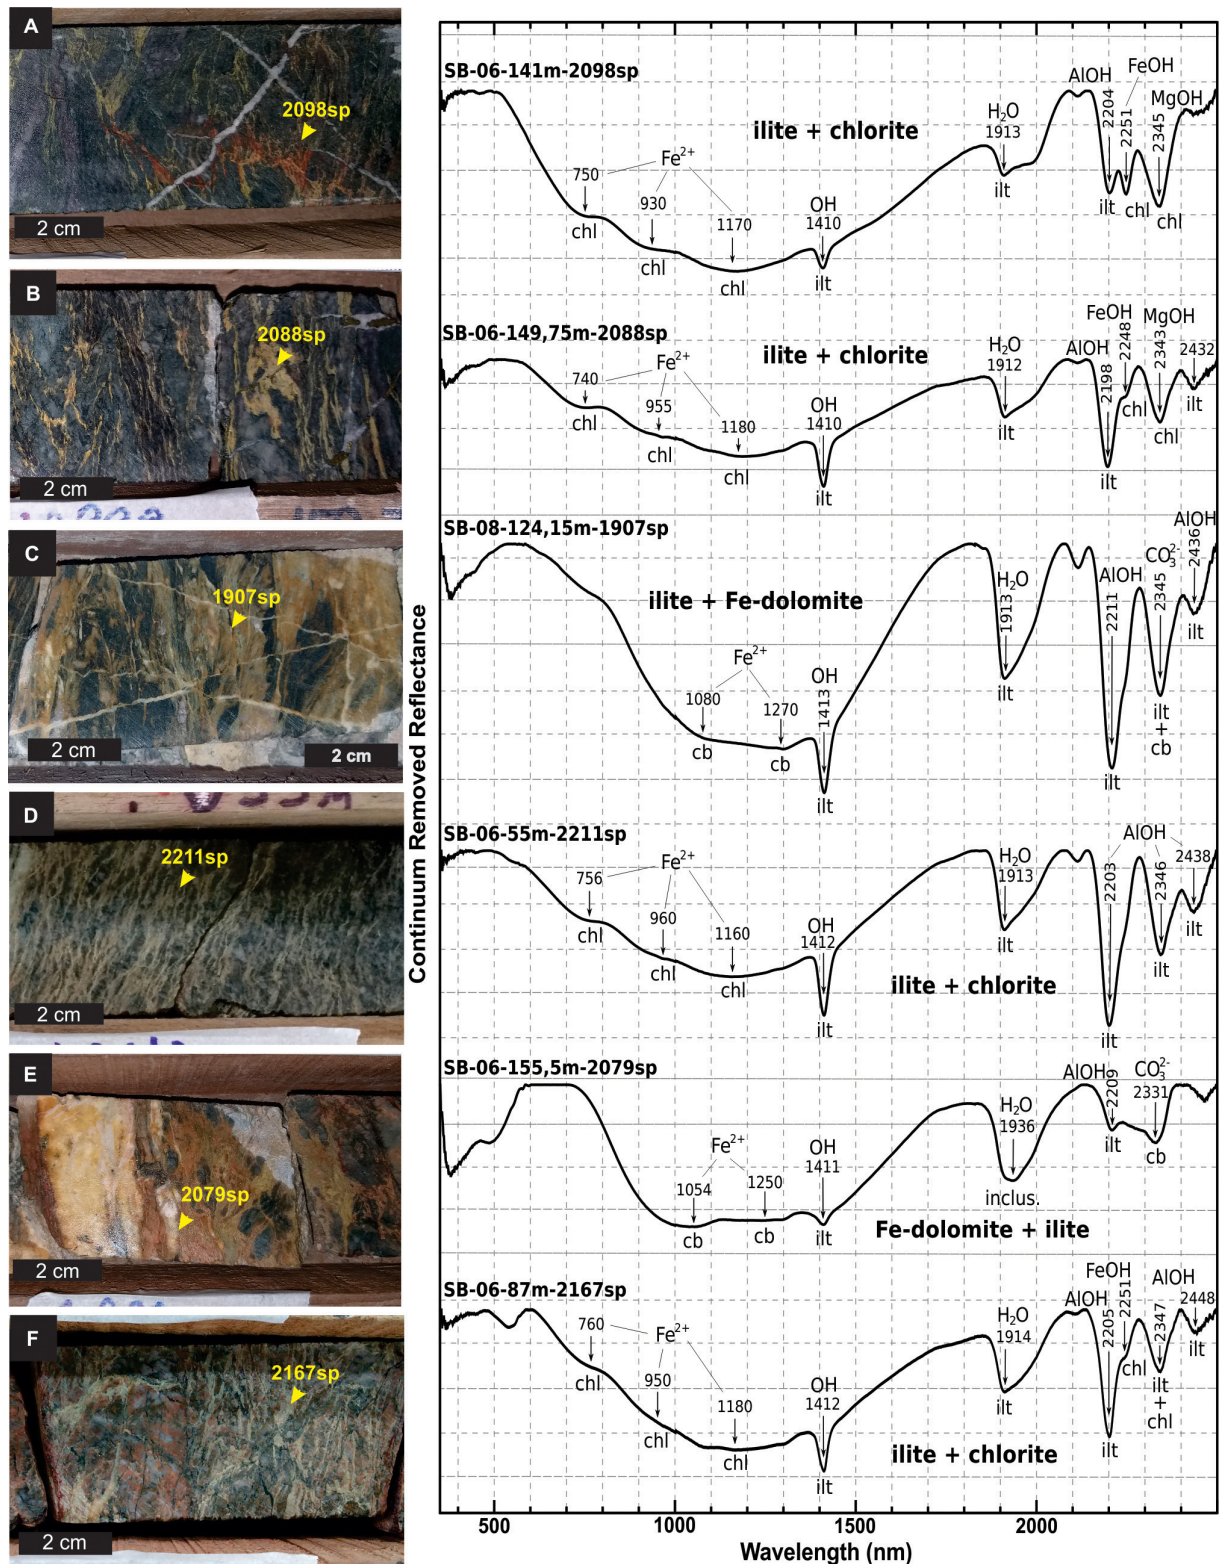 A
2098sp
2 cm
B
2088sp
2 cm
C
1907sp
2 cm
2 cm
D
2211sp
2 cm
E
2079sp
2 cm
F
2167sp
2 cm
Continuum Removed Reflectance
SB-06-141m-2098sp
ilite + chlorite
750
Fe2+
930
1170
chl
chl
chl
OH
1410
ilt
H2O
1913
ilt
AlOH
2204
ilt
FeOH
2251
chl
MgOH
2345
chl
SB-06-149,75m-2088sp
ilite + chlorite
740
Fe2+
955
1180
chl
chl
chl
OH
1410
ilt
H2O
1912
ilt
AlOH
2198
ilt
FeOH
2248
chl
MgOH
2343
chl
2432
ilt
SB-08-124,15m-1907sp
ilite + Fe-dolomite
Fe2+
1080
1270
cb
cb
OH
1413
ilt
H2O
1913
ilt
AlOH
2211
ilt
CO3 2-
2345
ilt
+
cb
AlOH
2436
ilt
SB-06-55m-2211sp
ilite + chlorite
756
Fe2+
960
1160
chl
chl
chl
OH
1412
ilt
H2O
1913
ilt
AlOH
2203
ilt
2346
ilt
2438
ilt
SB-06-155,5m-2079sp
Fe2+
1054
1250
cb
cb
OH
1411
ilt
H2O
1936
inclus.
AlOH
2209
ilt
CO3 2-
2331
cb
Fe-dolomite + ilite
SB-06-87m-2167sp
760
Fe2+
950
1180
chl
chl
chl
OH
1412
ilt
H2O
1914
ilt
AlOH
2205
ilt
FeOH
2251
chl
2347
ilt
+
chl
AlOH
2448
ilt
ilite + chlorite
500 1000 1500 2000
Wavelength (nm)